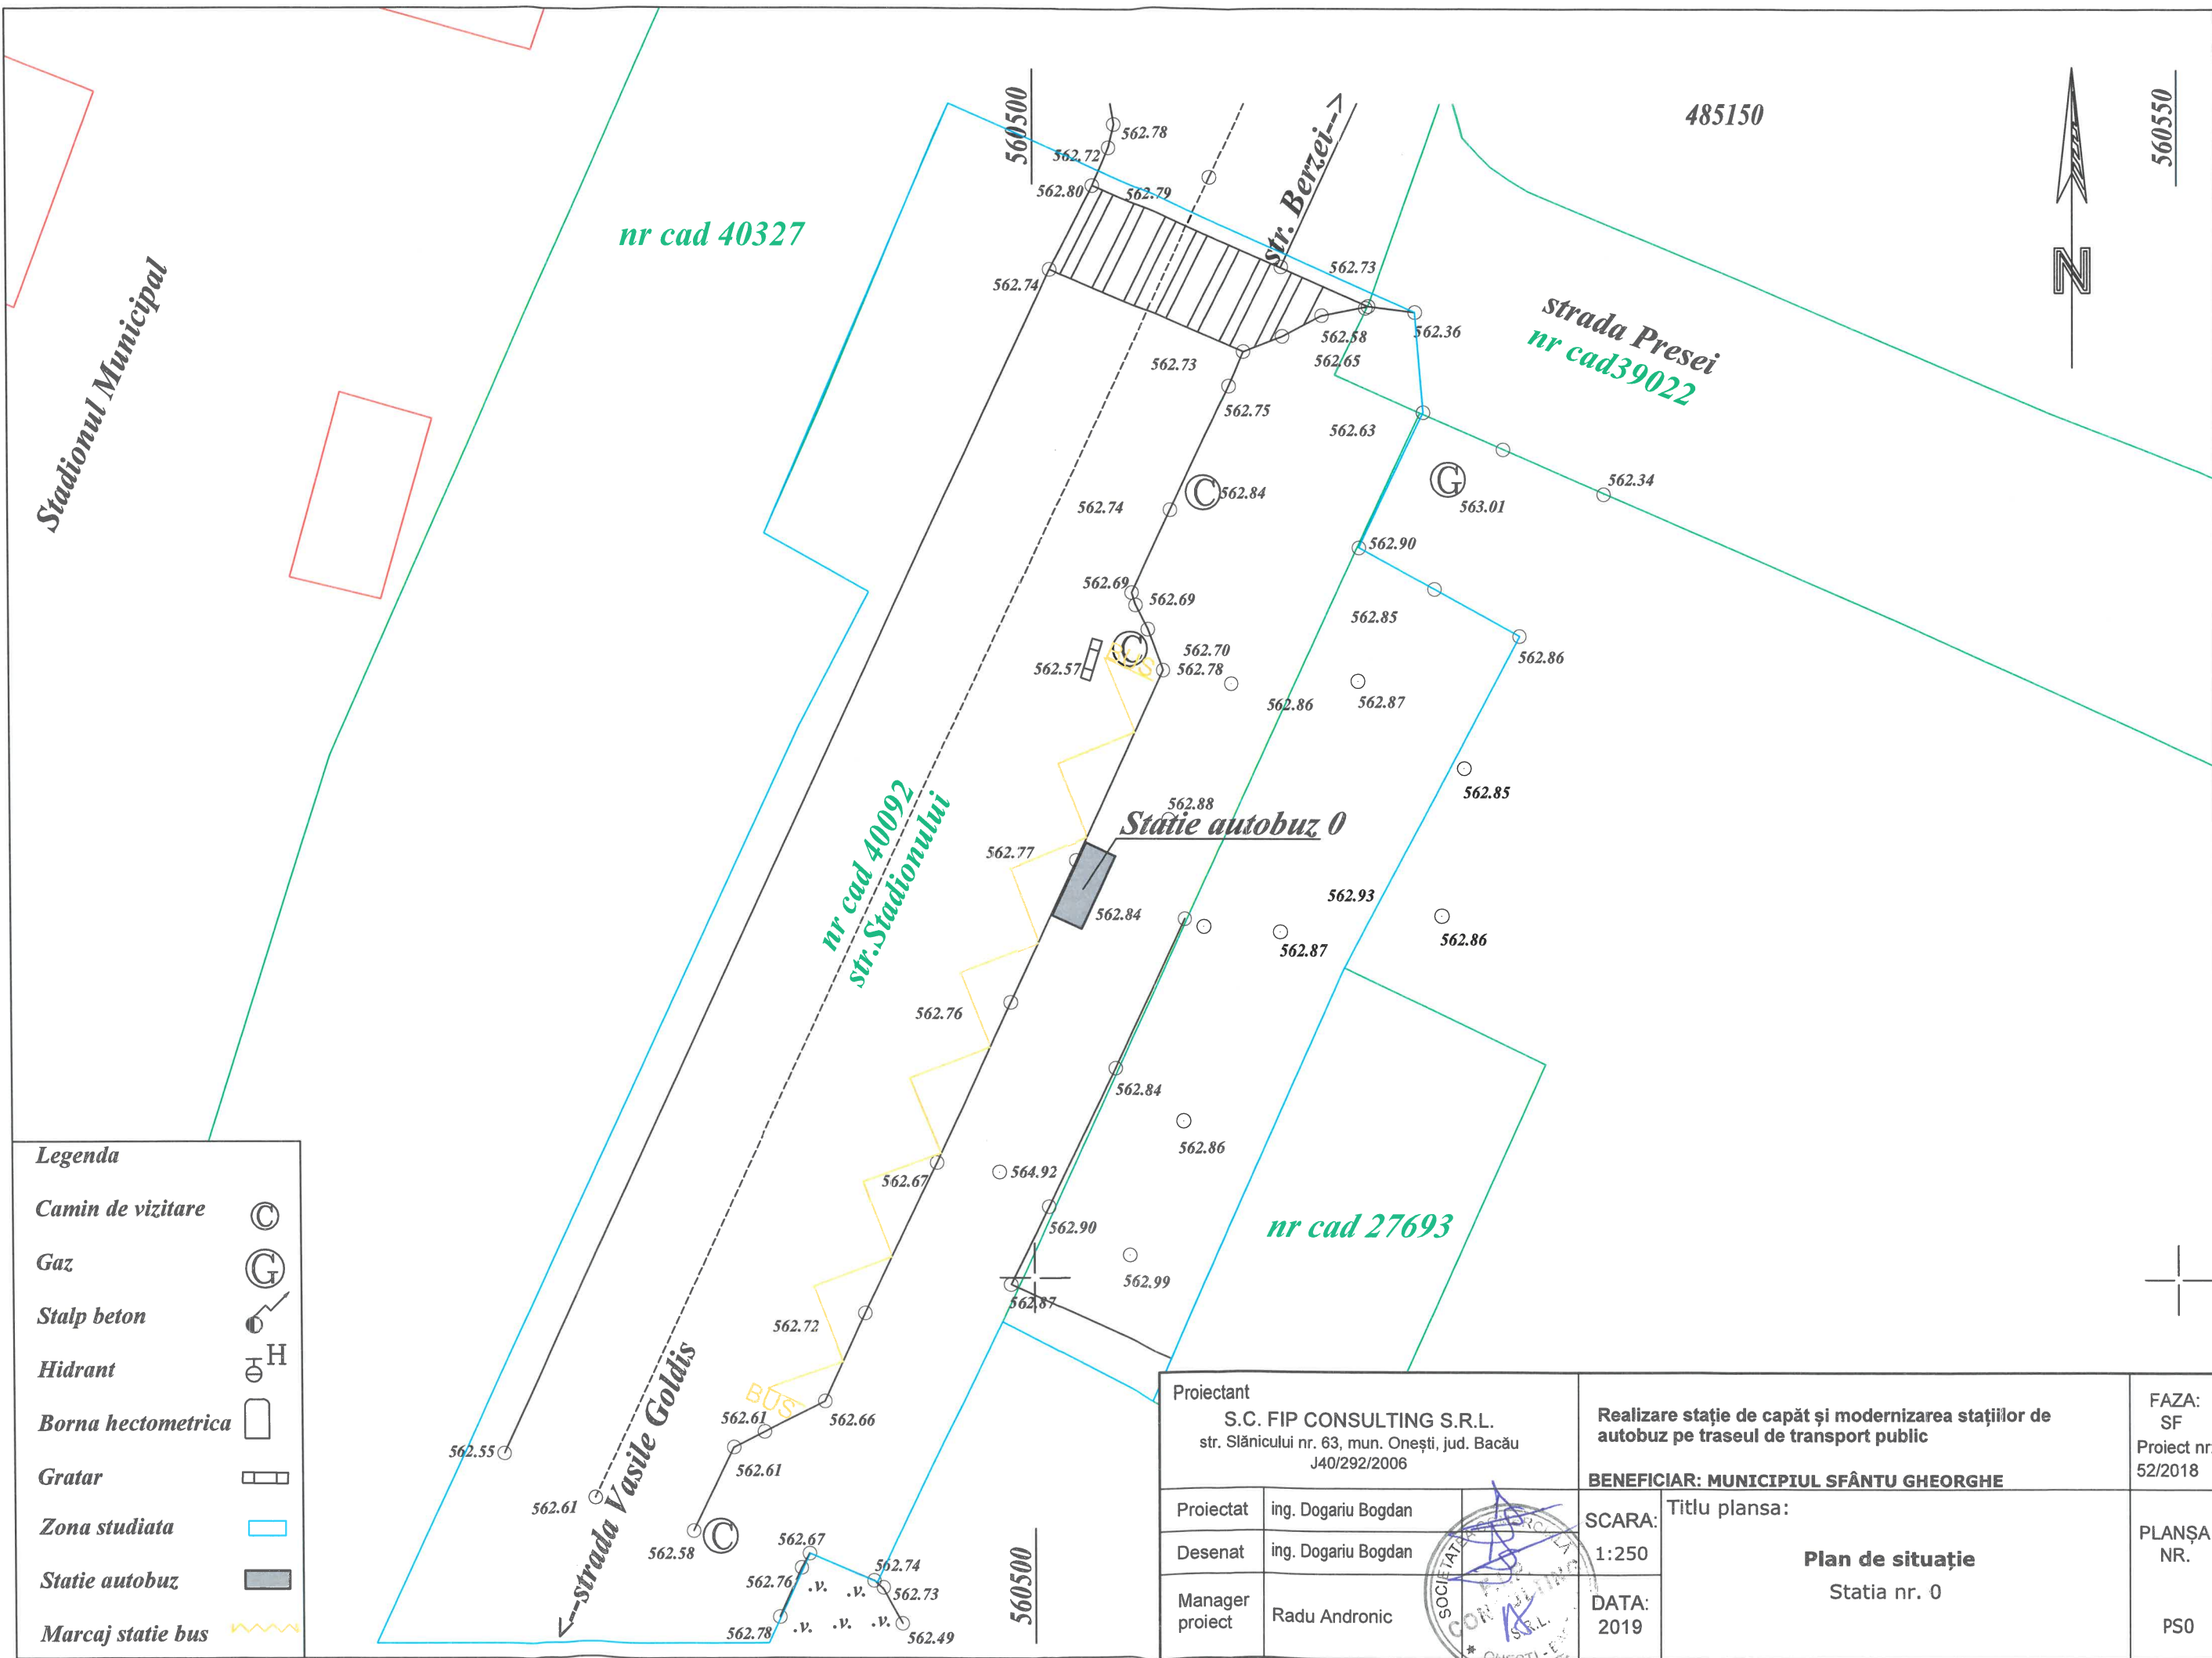 560500
485150
560550
562.78
562.72
562.80
562.79
str. Berzei-->
N
nr cad 40327
562.74
562.73
562.58
562.36
562.65
562.73
strada Presei
nr cad39022
Stadionul Municipal
562.75
562.63
562.74
C
562.84
G
563.01
562.34
562.90
562.69
562.69
562.85
C
BUS
562.70
562.57
562.78
562.86
562.86
562.87
562.85
562.88
Statie autobuz 0
nr cad 40092
str.Stadionului
562.77
562.84
562.93
562.87
562.86
562.76
562.84
562.86
562.67
564.92
562.90
nr cad 27693
562.99
562.87
562.72
BUS
562.61
562.66
562.55
562.61
562.61
<--strada Vasile Goldis
562.58
C
562.67
562.74
562.76
.v. .v.
562.73
562.78
.v. .v. .v.
562.49
560500
Legenda
Camin de vizitare C
Gaz G
Stalp beton
Hidrant H
Borna hectometrica
Gratar
Zona studiata
Statie autobuz
Marcaj statie bus
Proiectant
S.C. FIP CONSULTING S.R.L.
str. Slănicului nr. 63, mun. Onești, jud. Bacău
J40/292/2006
Realizare stație de capăt și modernizarea stațiilor de
autobuz pe traseul de transport public
BENEFICIAR: MUNICIPIUL SFÂNTU GHEORGHE
FAZA:
SF
Proiect nr
52/2018
Proiectat ing. Dogariu Bogdan
Desenat ing. Dogariu Bogdan
Manager
proiect
Radu Andronic
SCARA:
1:250
DATA:
2019
Titlu plansa:
Plan de situație
Statia nr. 0
PLANȘA
NR.
PS0
SOCIETATEA
CONSULTING
S.R.L.